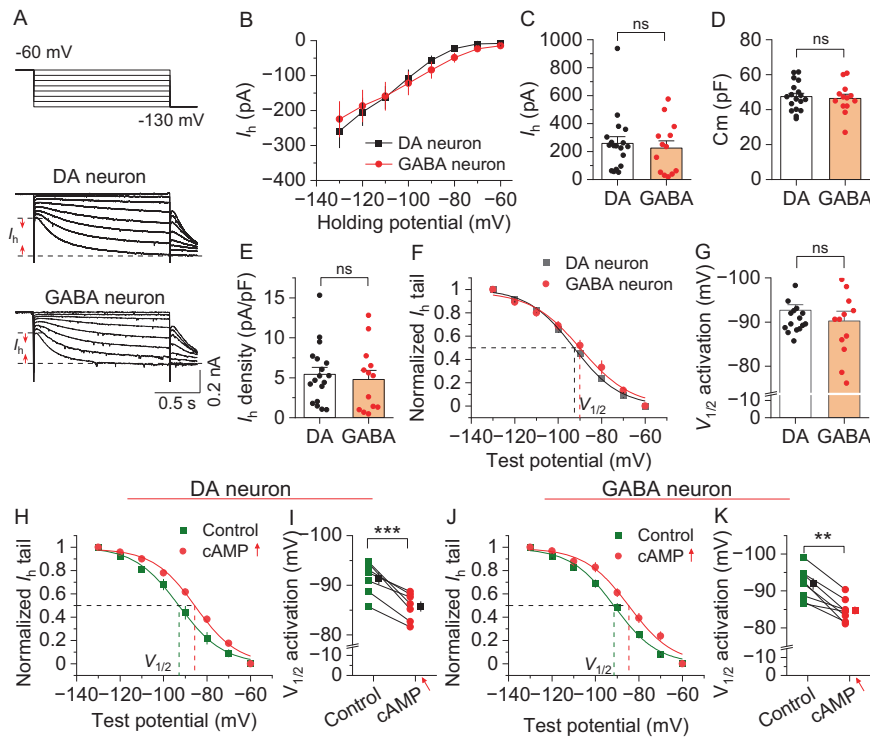 A
-60 mV
-130 mV
DA neuron
Ih
GABA neuron
Ih
0.2 nA
0.5 s
B
0
−100
−200
−300
−400
Ih (pA)
DA neuron
GABA neuron
−140 −120 −100 −80 −60
Holding potential (mV)
C
ns
1000
800
600
400
200
0
Ih (pA)
DA GABA
D
ns
80
60
40
20
0
Cm (pF)
DA GABA
E
ns
20
15
10
5
0
Ih density (pA/pF)
DA GABA
F
DA neuron
GABA neuron
1
0.8
0.6
0.4
0.2
0
Normalized Ih tail
V1/2
−140 −120 −100 −80 −60
Test potential (mV)
G
ns
−100
−90
−80
−10
0
V1/2 activation (mV)
DA GABA
DA neuron
H
Control
cAMP ↑
1
0.8
0.6
0.4
0.2
0
Normalized Ih tail
V1/2
−140 −120 −100 −80 −60
Test potential (mV)
I
***
−100
−90
−80
−10
0
V1/2 activation (mV)
Control
cAMP ↑
GABA neuron
J
Control
cAMP ↑
1
0.8
0.6
0.4
0.2
0
Normalized Ih tail
V1/2
−140 −120 −100 −80 −60
Test potential (mV)
K
**
−100
−90
−80
−10
0
V1/2 activation (mV)
Control
cAMP ↑